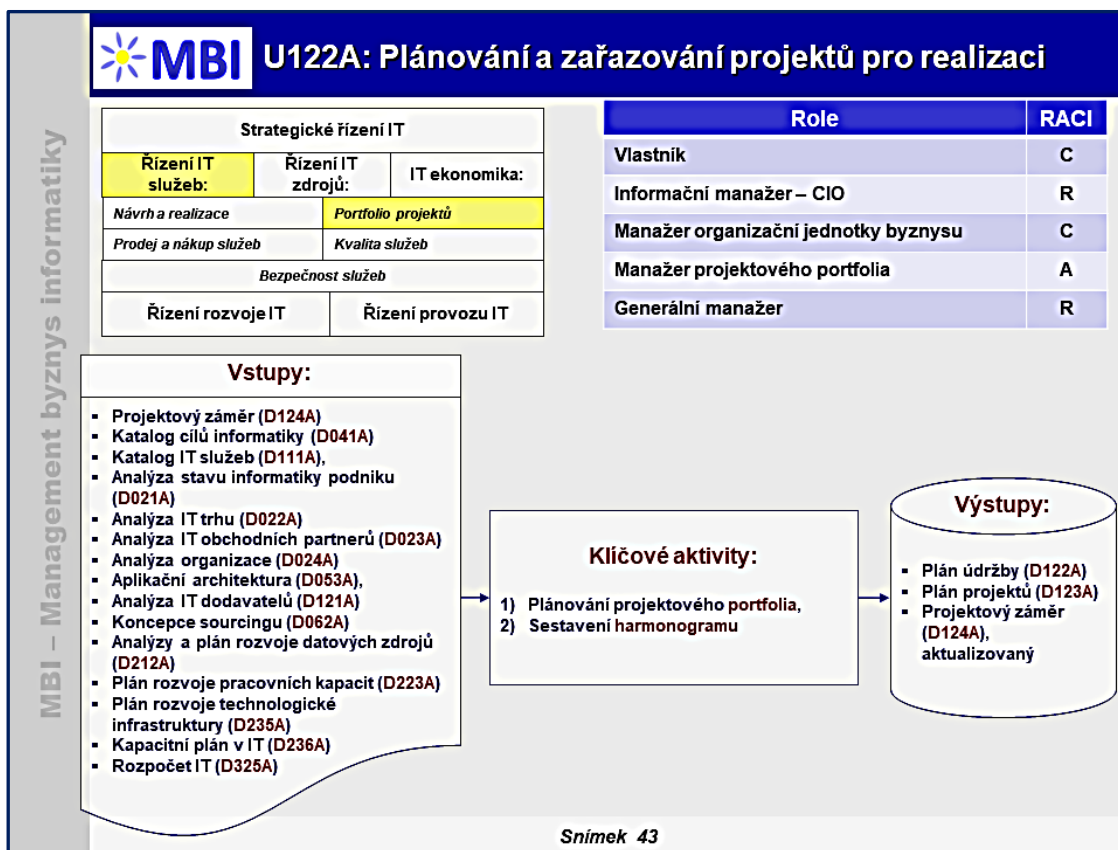 MBI
U122A: Plánování a zařazování projektů pro realizaci
MBI – Management byznys informatiky
Strategické řízení IT
Řízení IT
služeb:
Řízení IT
zdrojů:
IT ekonomika:
Návrh a realizace
Portfolio projektů
Prodej a nákup služeb
Kvalita služeb
Bezpečnost služeb
Řízení rozvoje IT
Řízení provozu IT
Role RACI
Vlastník C
Informační manažer – CIO R
Manažer organizační jednotky byznysu C
Manažer projektového portfolia A
Generální manažer R
Vstupy:
▪ Projektový záměr (D124A)
▪ Katalog cílů informatiky (D041A)
▪ Katalog IT služeb (D111A),
▪ Analýza stavu informatiky podniku
(D021A)
▪ Analýza IT trhu (D022A)
▪ Analýza IT obchodních partnerů (D023A)
▪ Analýza organizace (D024A)
▪ Aplikační architektura (D053A),
▪ Analýza IT dodavatelů (D121A)
▪ Koncepce sourcingu (D062A)
▪ Analýzy a plán rozvoje datových zdrojů
(D212A)
▪ Plán rozvoje pracovních kapacit (D223A)
▪ Plán rozvoje technologické
infrastruktury (D235A)
▪ Kapacitní plán v IT (D236A)
▪ Rozpočet IT (D325A)
Klíčové aktivity:
1) Plánování projektového portfolia,
2) Sestavení harmonogramu
Výstupy:
▪ Plán údržby (D122A)
▪ Plán projektů (D123A)
▪ Projektový záměr
(D124A),
aktualizovaný
Snímek 43